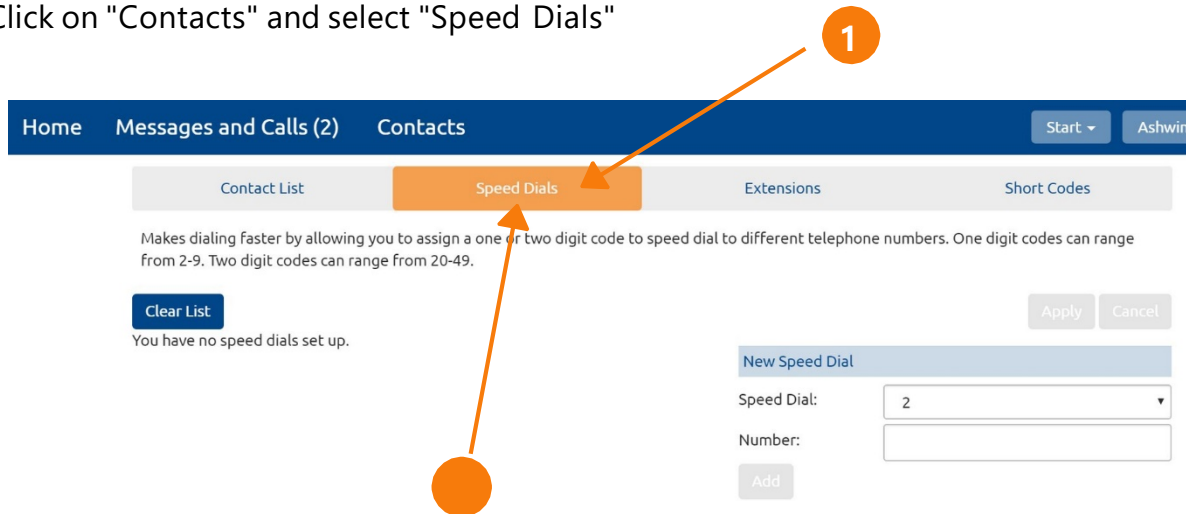 Click on "Contacts" and select "Speed Dials"
1
Home Messages and Calls (2) Contacts Start Ashwin
Contact List Speed Dials Extensions Short Codes
Makes dialing faster by allowing you to assign a one or two digit code to speed dial to different telephone numbers. One digit codes can range
from 2-9. Two digit codes can range from 20-49.
Clear List Apply Cancel
You have no speed dials set up.
New Speed Dial
Speed Dial: 2
Number:
Add